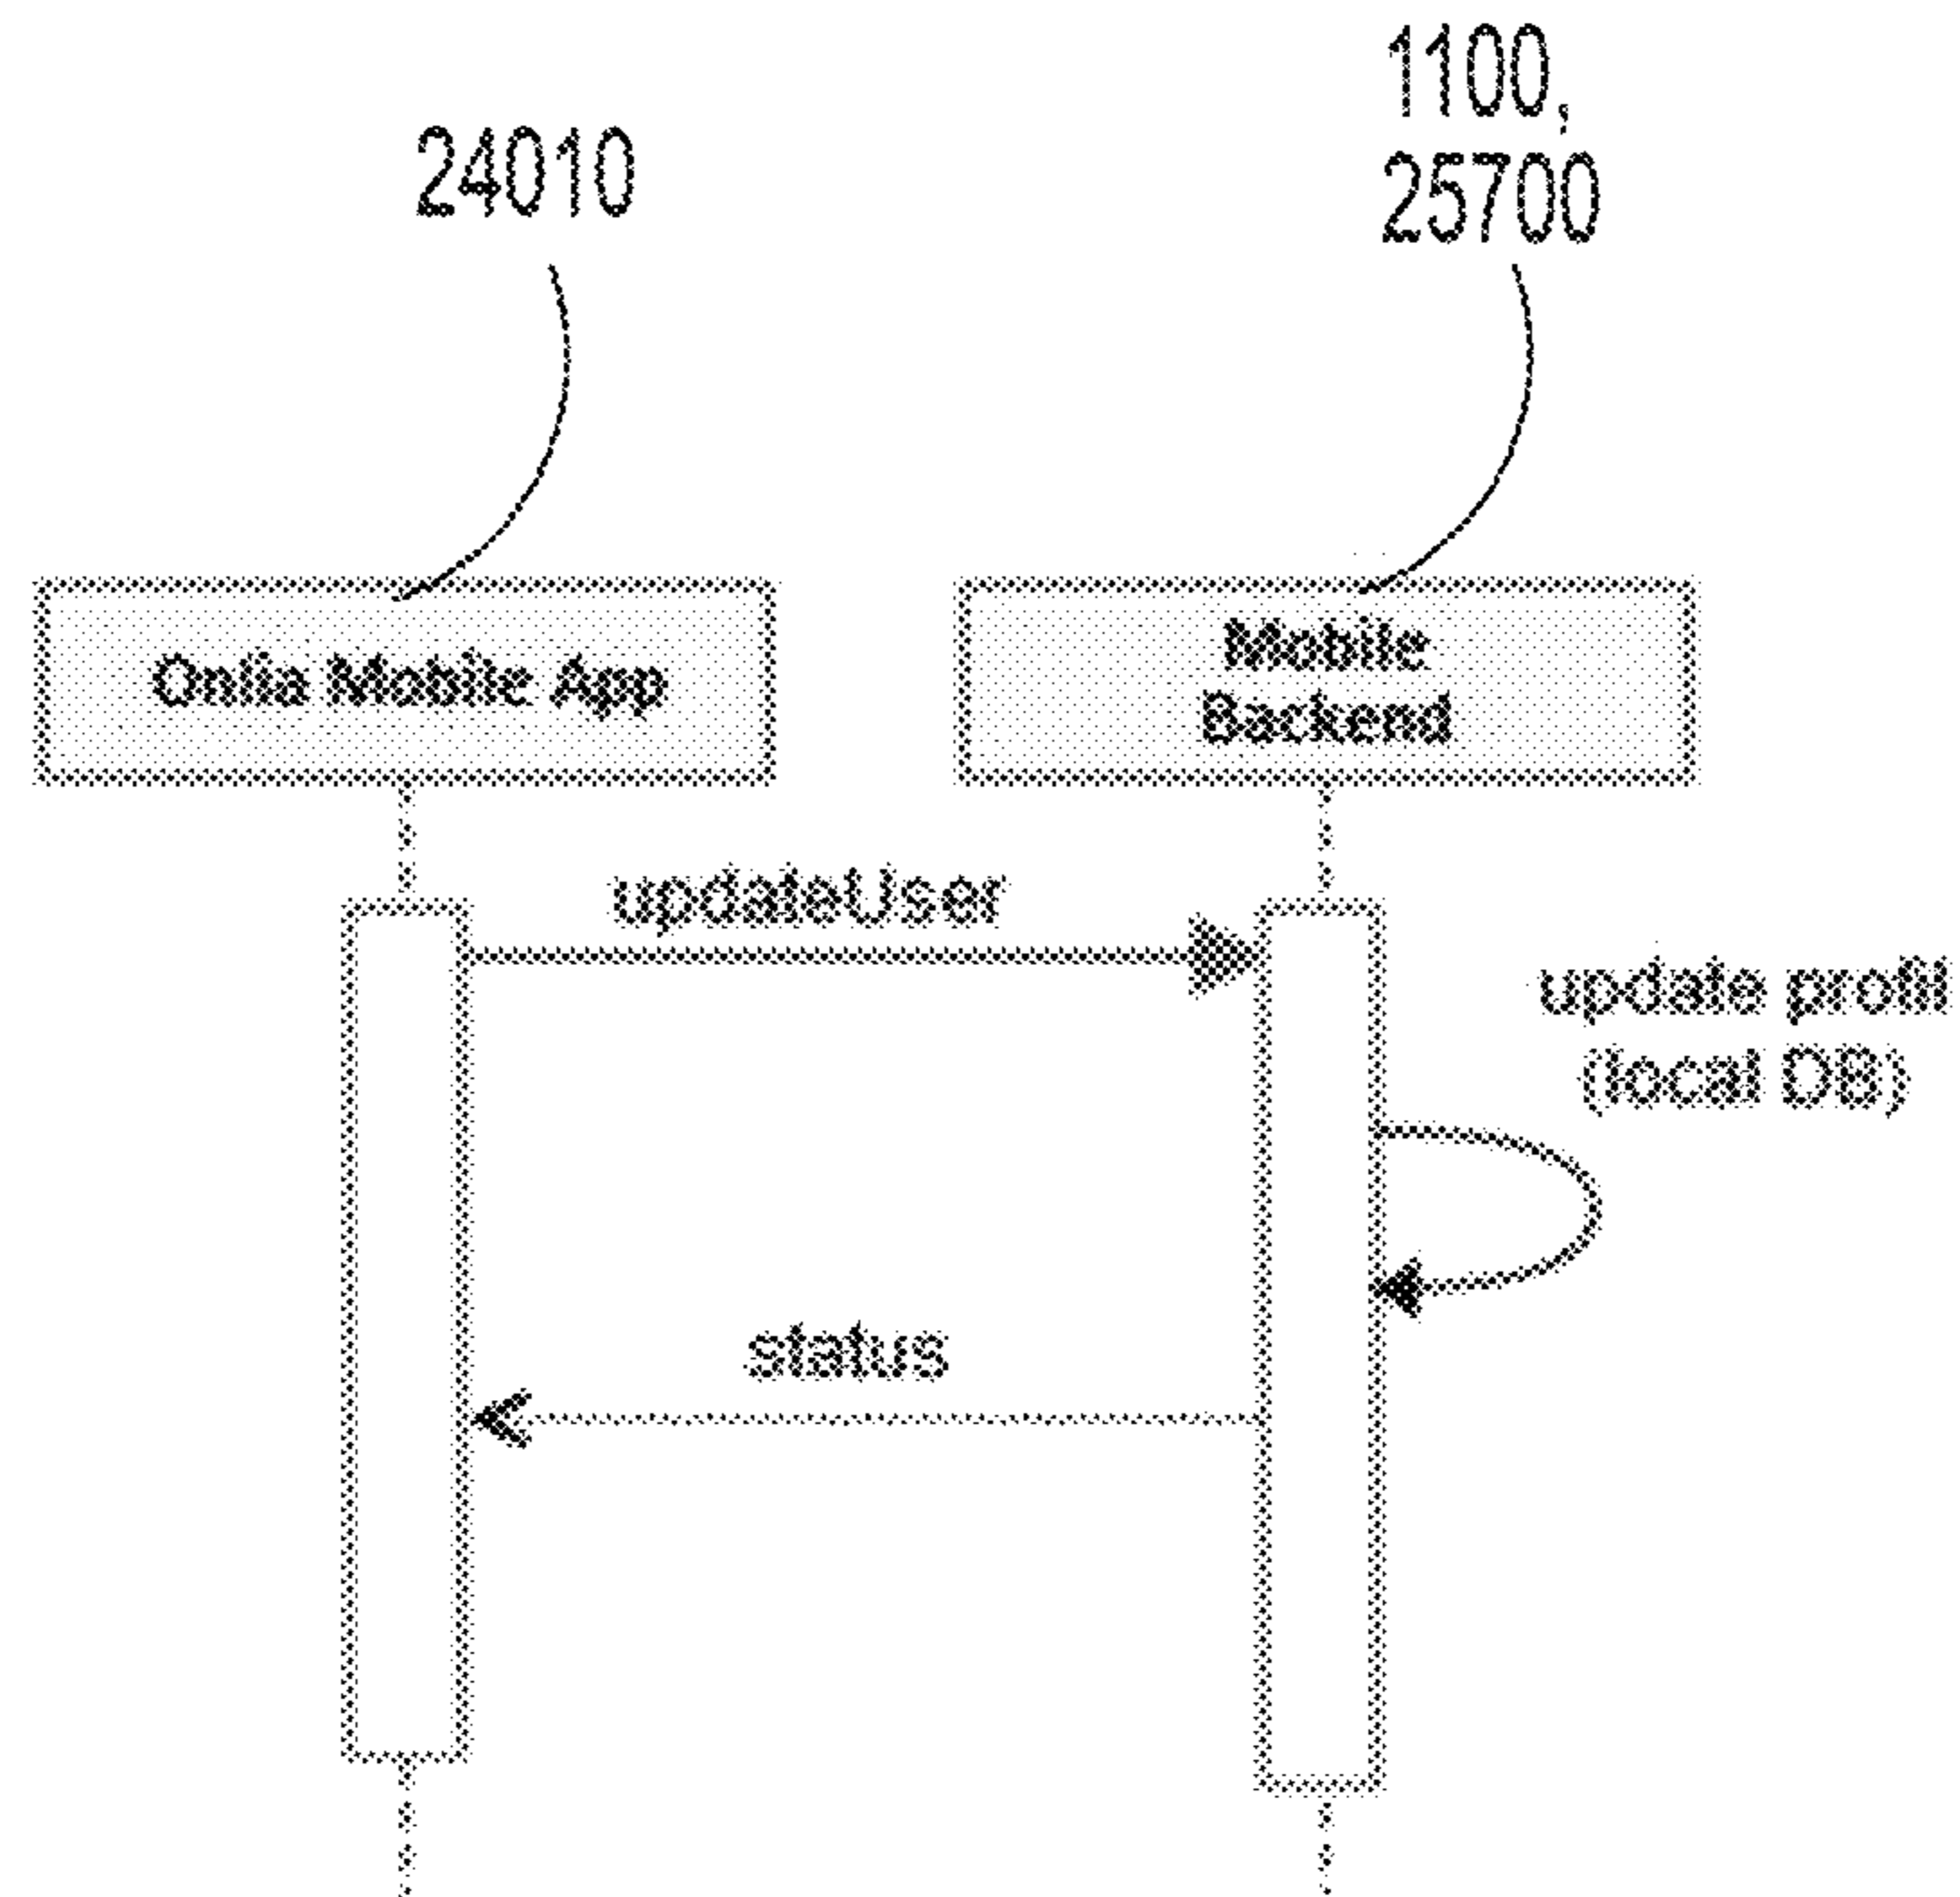 1100,
24010
25700
Onlia Mobile App
Mobile
Backend
updateUser
update profil
(local DB)
status